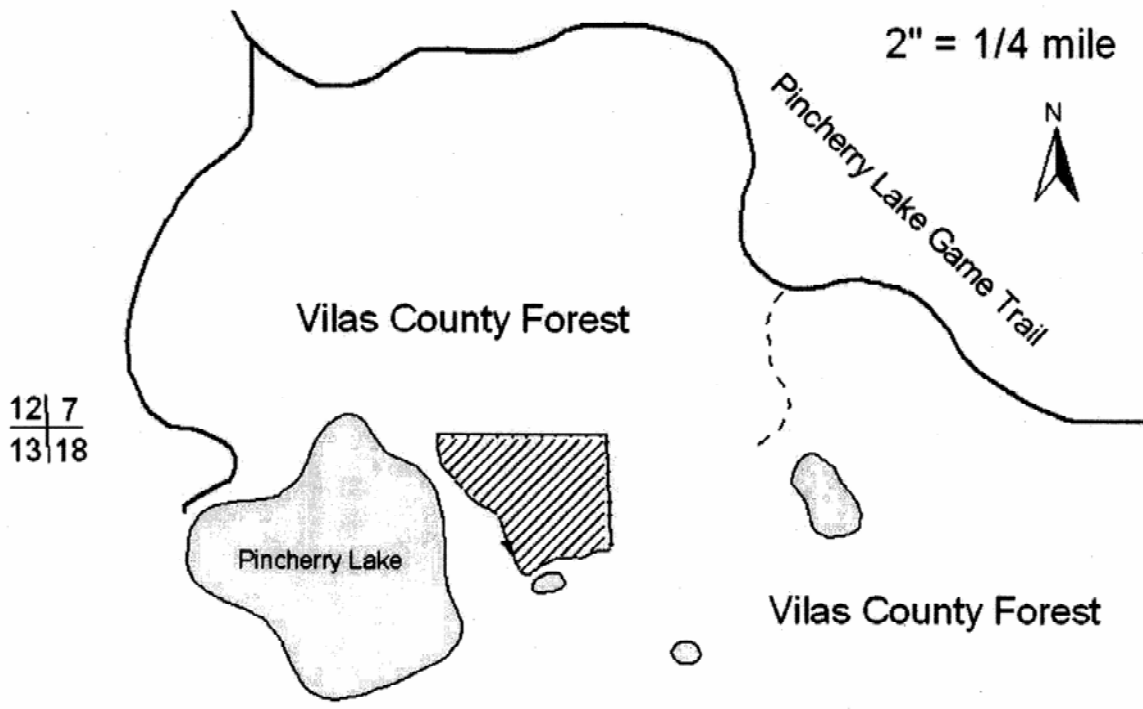 2" = 1/4 mile
N
Pincherry Lake Game Trail
Vilas County Forest
12 7
13 18
Pincherry Lake
Vilas County Forest